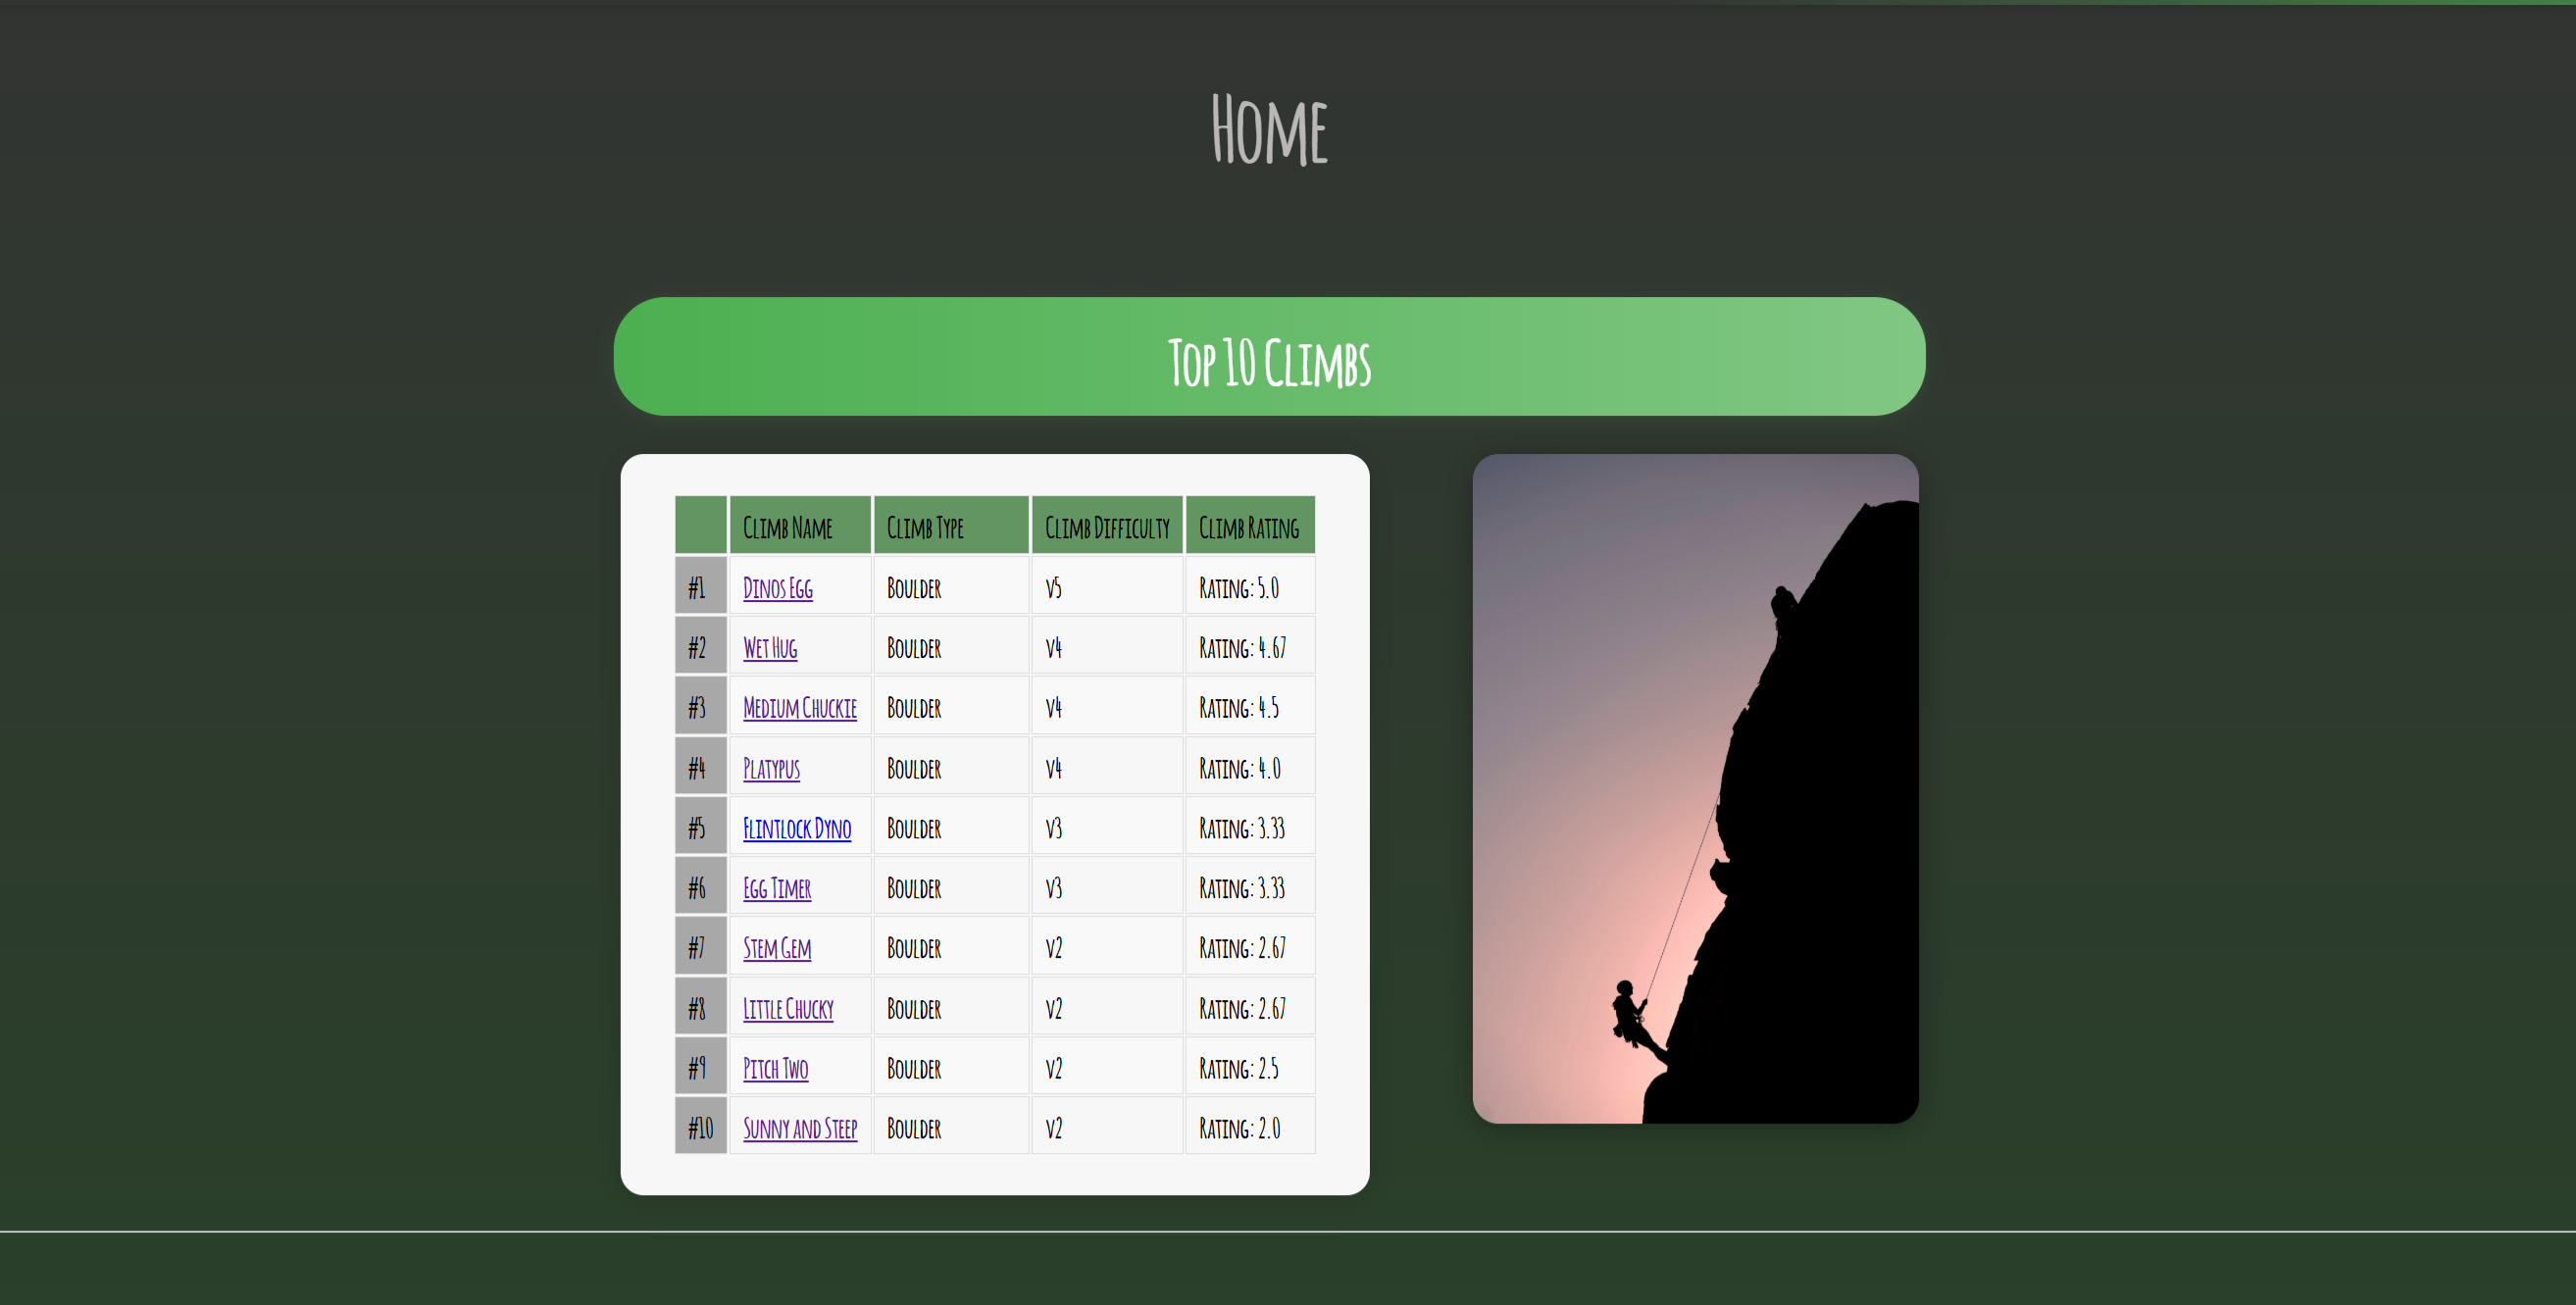 Home
Top 10 Climbs
Climb Name Climb Type Climb Difficulty Climb Rating
#1 Dinos Egg Boulder v5 Rating: 5.0
#2 Wet Hug Boulder v4 Rating: 4.67
#3 Medium Chuckie Boulder v4 Rating: 4.5
#4 Platypus Boulder v4 Rating: 4.0
#5 Flintlock Dyno Boulder v3 Rating: 3.33
#6 Egg Timer Boulder v3 Rating: 3.33
#7 Stem Gem Boulder v2 Rating: 2.67
#8 Little Chucky Boulder v2 Rating: 2.67
#9 Pitch Two Boulder v2 Rating: 2.5
#10 Sunny and Steep Boulder v2 Rating: 2.0